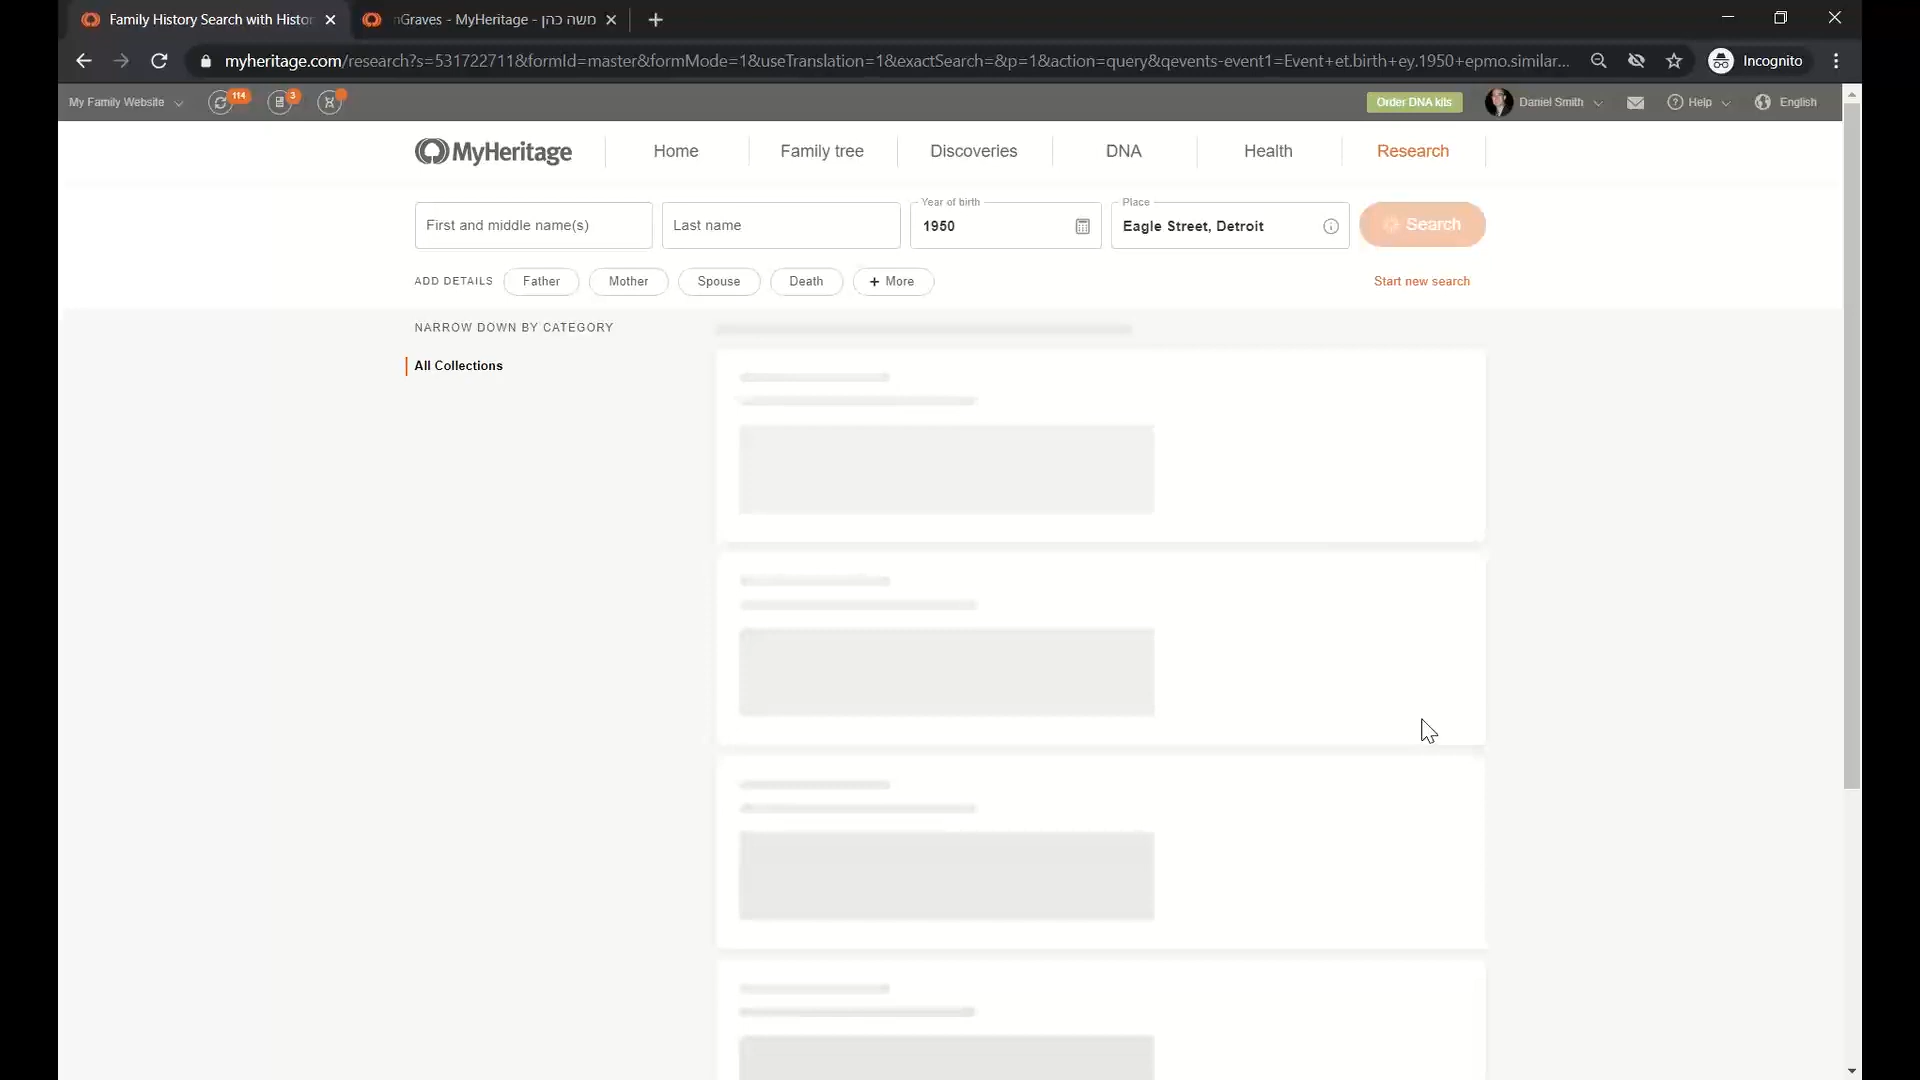 Family History Search with Histor
nGraves - MyHeritage - משה כהן
myheritage.com/research?s=531722711&formId=master&formMode=1&useTranslation=1&exactSearch=&p=1&action=query&qevents-event1=Event+et.birth+ey.1950+epmo.similar...
Incognito
My Family Website
114
3
Order DNA kits
Daniel Smith
Help
English
MyHeritage
Home
Family tree
Discoveries
DNA
Health
Research
First and middle name(s)
Last name
Year of birth
1950
Place
Eagle Street, Detroit
Search
ADD DETAILS
Father
Mother
Spouse
Death
+ More
Start new search
NARROW DOWN BY CATEGORY
All Collections